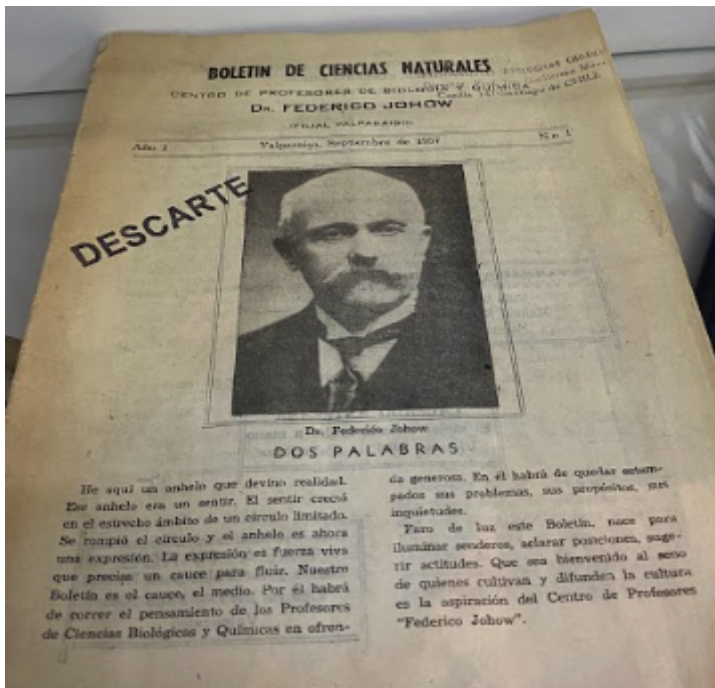 BOLETIN DE CIENCIAS NATURALES
CENTRO DE PROFESORES DE BIOLOGIA Y QUIMICA
DR. FEDERICO JOHOW
(FILIAL VALPARAISO)
Año I Valparaíso, Septiembre de 1957 N.o 1
DESCARTE
Dr. Federico Johow
DOS PALABRAS
He aquí un anhelo que devino realidad.
Ese anhelo era un sentir. El sentir creció
en el estrecho ámbito de un círculo limitado.
Se rompió el círculo y el anhelo es ahora
una expresión. La expresión es fuerza viva
que precisa un cauce para fluir. Nuestro
Boletín es el cauce, el medio. Por él habrá
de correr el pensamiento de los Profesores
de Ciencias Biológicas y Químicas en ofren-
da generosa. En él habrá de quedar estam-
pados sus problemas, sus propósitos, sus
inquietudes.
Faro de luz este Boletín, nace para
iluminar senderos, aclarar posiciones, suge-
rir actitudes. Que sea bienvenido al seno
de quienes cultivan y difunden la cultura
es la aspiración del Centro de Profesores
"Federico Johow".